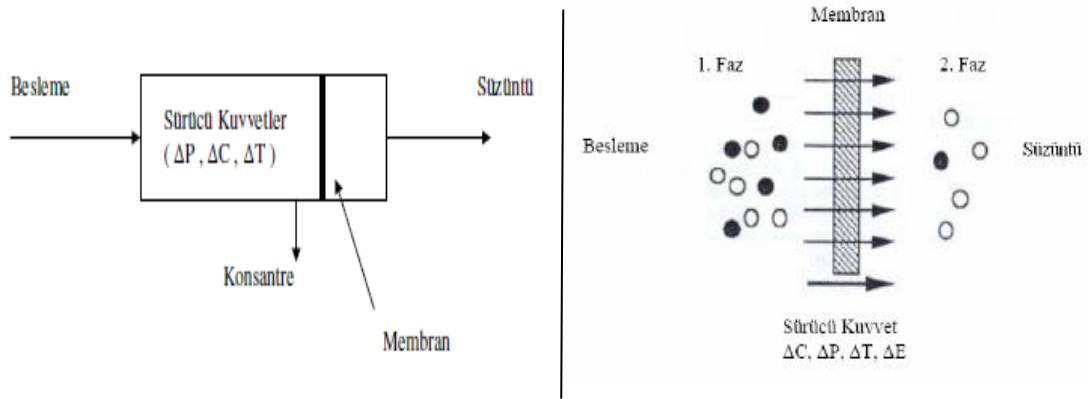 Besleme
Süzüntü
Sürücü Kuvvetler
( ΔP , ΔC , ΔT )
Konsantre
Membran
Membran
1. Faz
2. Faz
Besleme
Süzüntü
Sürücü Kuvvet
ΔC, ΔP, ΔT, ΔE